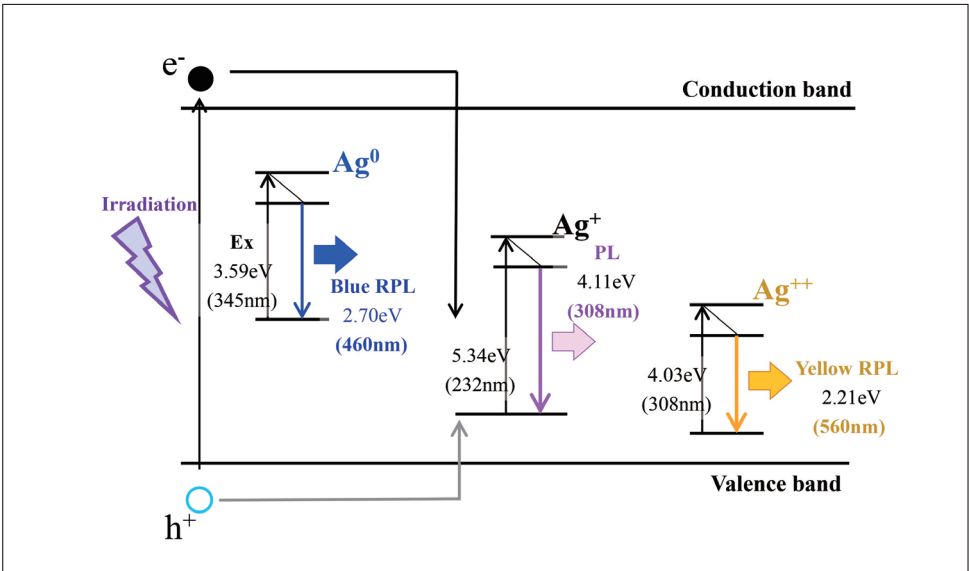 e⁻
Conduction band
Ag⁰
Irradiation
Ex
3.59eV
(345nm)
Blue RPL
2.70eV
(460nm)
Ag⁺
PL
4.11eV
(308nm)
5.34eV
(232nm)
Ag⁺⁺
4.03eV
(308nm)
Yellow RPL
2.21eV
(560nm)
Valence band
h⁺